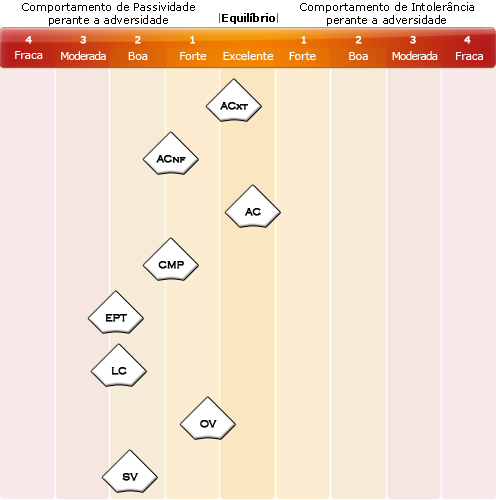 Comportamento de Passividade
perante a adversidade
|Equilíbrio|
Comportamento de Intolerância
perante a adversidade
4 3 2 1 1 2 3 4
Fraca Moderada Boa Forte Excelente Forte Boa Moderada Fraca
ACXT
ACNF
AC
CMP
EPT
LC
OV
SV